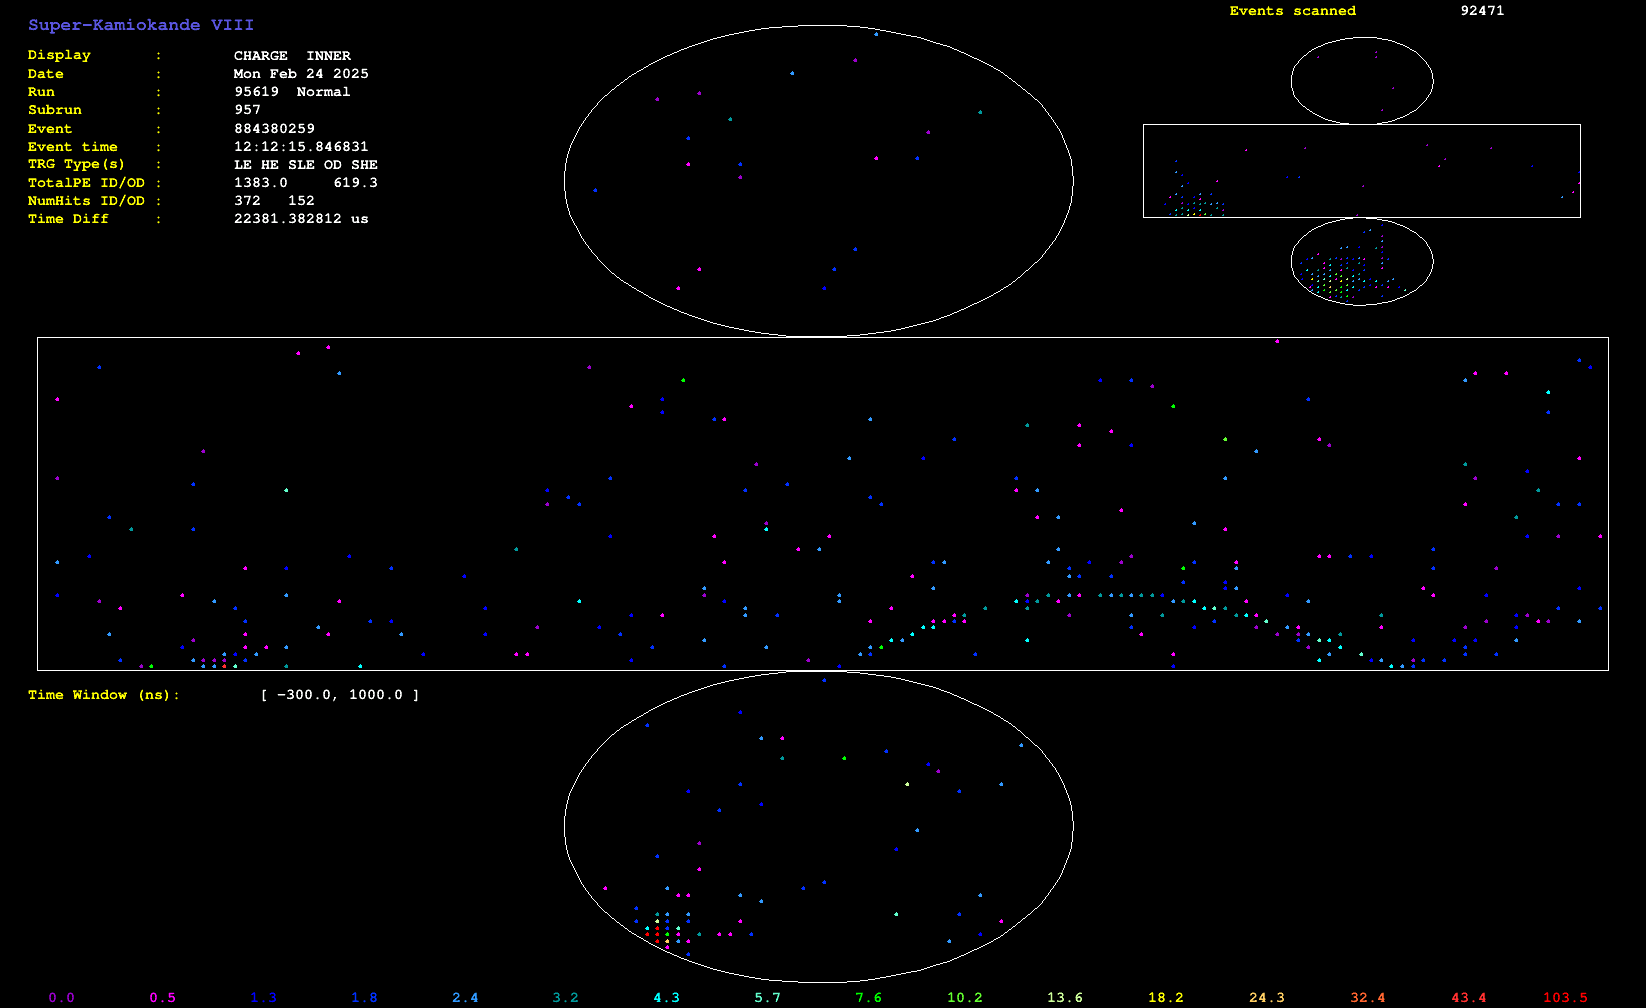 Super-Kamiokande VIII
Events scanned 92471
Display : CHARGE INNER
Date : Mon Feb 24 2025
Run : 95619 Normal
Subrun : 957
Event : 884380259
Event time : 12:12:15.846831
TRG Type(s) : LE HE SLE OD SHE
TotalPE ID/OD : 1383.0 619.3
NumHits ID/OD : 372 152
Time Diff : 22381.382812 us
Time Window (ns): [ -300.0, 1000.0 ]
0.0 0.5 1.3 1.8 2.4 3.2 4.3 5.7 7.6 10.2 13.6 18.2 24.3 32.4 43.4 103.5